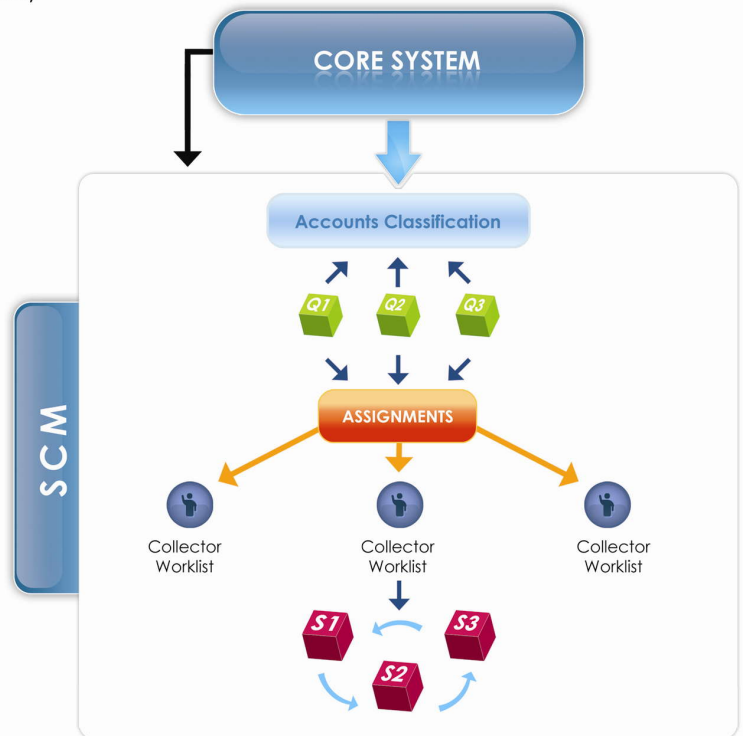 CORE SYSTEM
Accounts Classification
Q1
Q2
Q3
ASSIGNMENTS
SCM
Collector
Worklist
Collector
Worklist
Collector
Worklist
S1
S3
S2